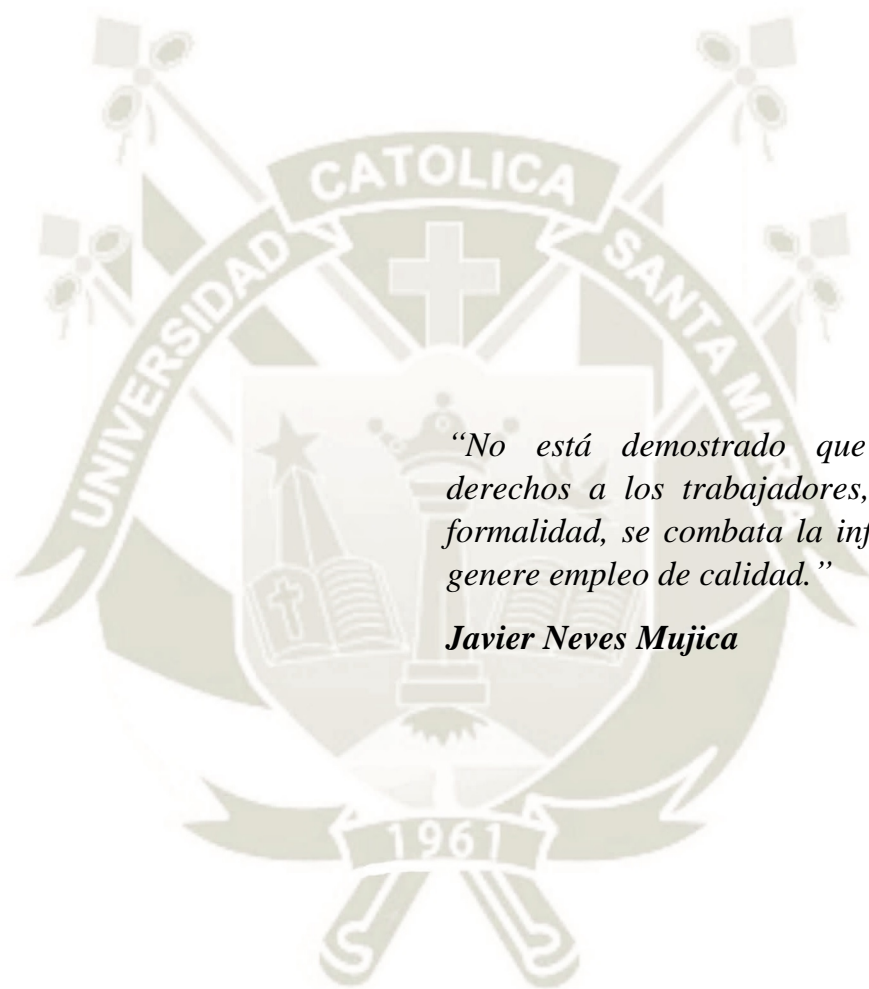 CATOLICA
UNIVERSIDAD
SANTA MARIA
“No está demostrado que
derechos a los trabajadores,
formalidad, se combata la inf
genere empleo de calidad.”
Javier Neves Mujica
1961